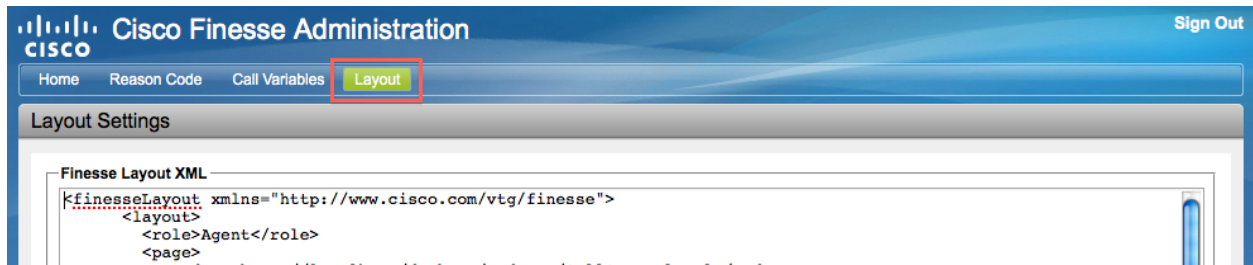 CISCO Cisco Finesse Administration
Sign Out
Home Reason Code Call Variables Layout
Layout Settings
Finesse Layout XML
<finesseLayout xmlns="http://www.cisco.com/vtg/finesse">
<layout>
<role>Agent</role>
<page>